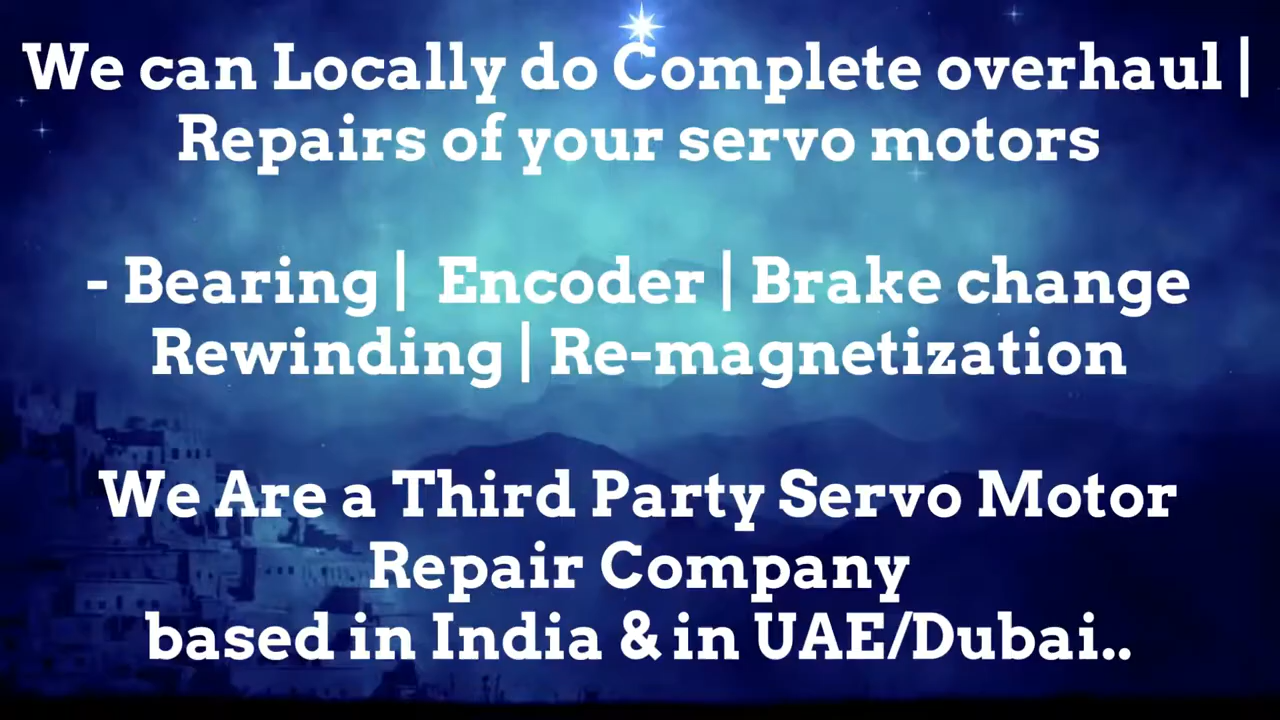 We can Locally do Complete overhaul |
Repairs of your servo motors
- Bearing | Encoder | Brake change
Rewinding | Re-magnetization
We Are a Third Party Servo Motor
Repair Company
based in India & in UAE/Dubai..